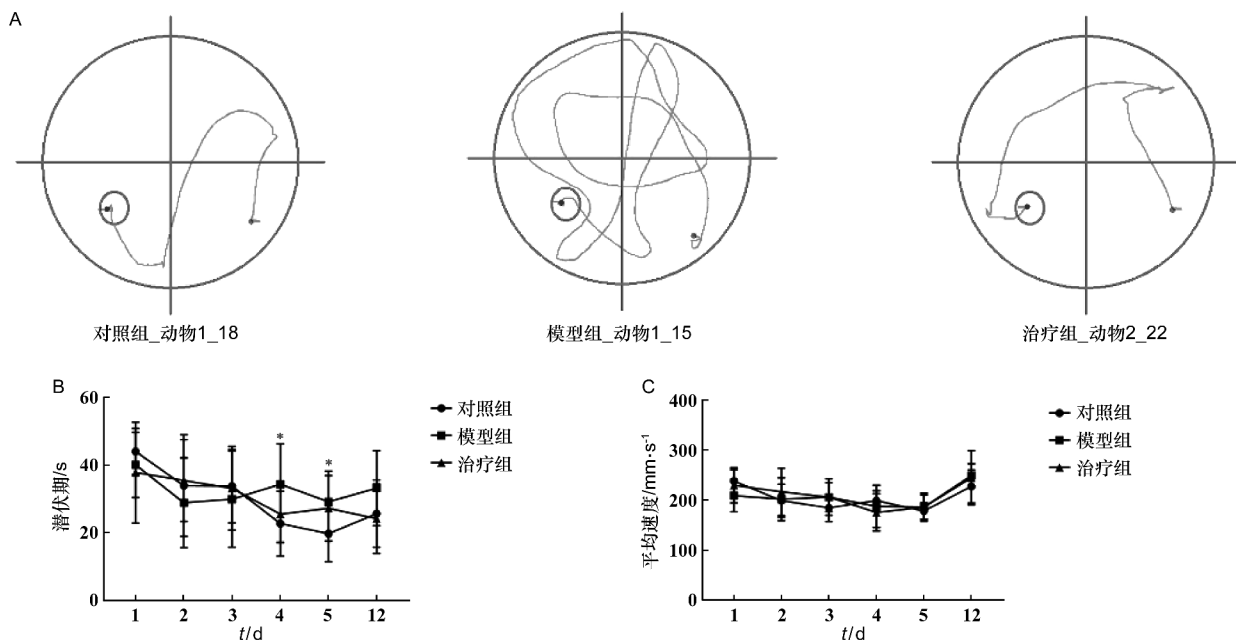 A
对照组_动物1_18
模型组_动物1_15
治疗组_动物2_22
B
60
40
20
0
潜伏期/s
*
*
1 2 3 4 5 12
t/d
对照组
模型组
治疗组
C
400
300
200
100
0
平均速度/mm·s⁻¹
1 2 3 4 5 12
t/d
对照组
模型组
治疗组